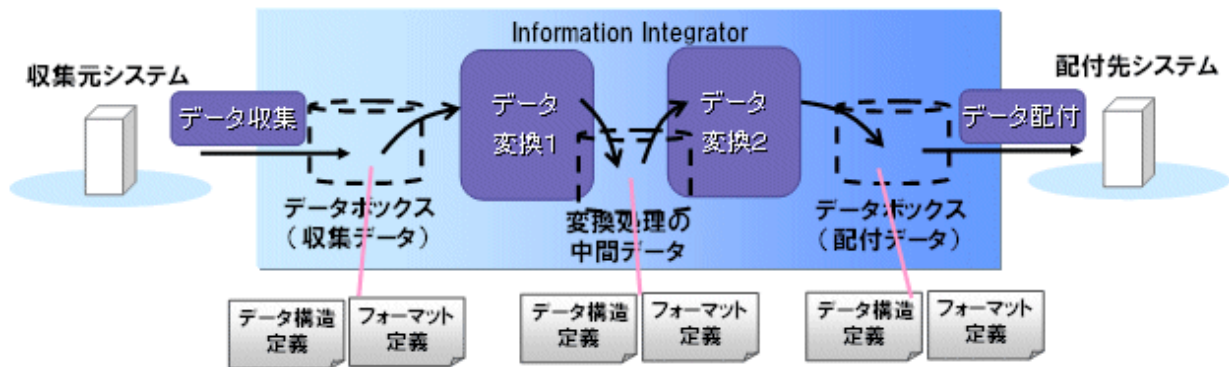 Information Integrator
収集元システム
配付先システム
データ収集
データ
変換1
データ
変換2
データ配付
データボックス
（収集データ）
変換処理の
中間データ
データボックス
（配付データ）
データ構造
定義
フォーマット
定義
データ構造
定義
フォーマット
定義
データ構造
定義
フォーマット
定義